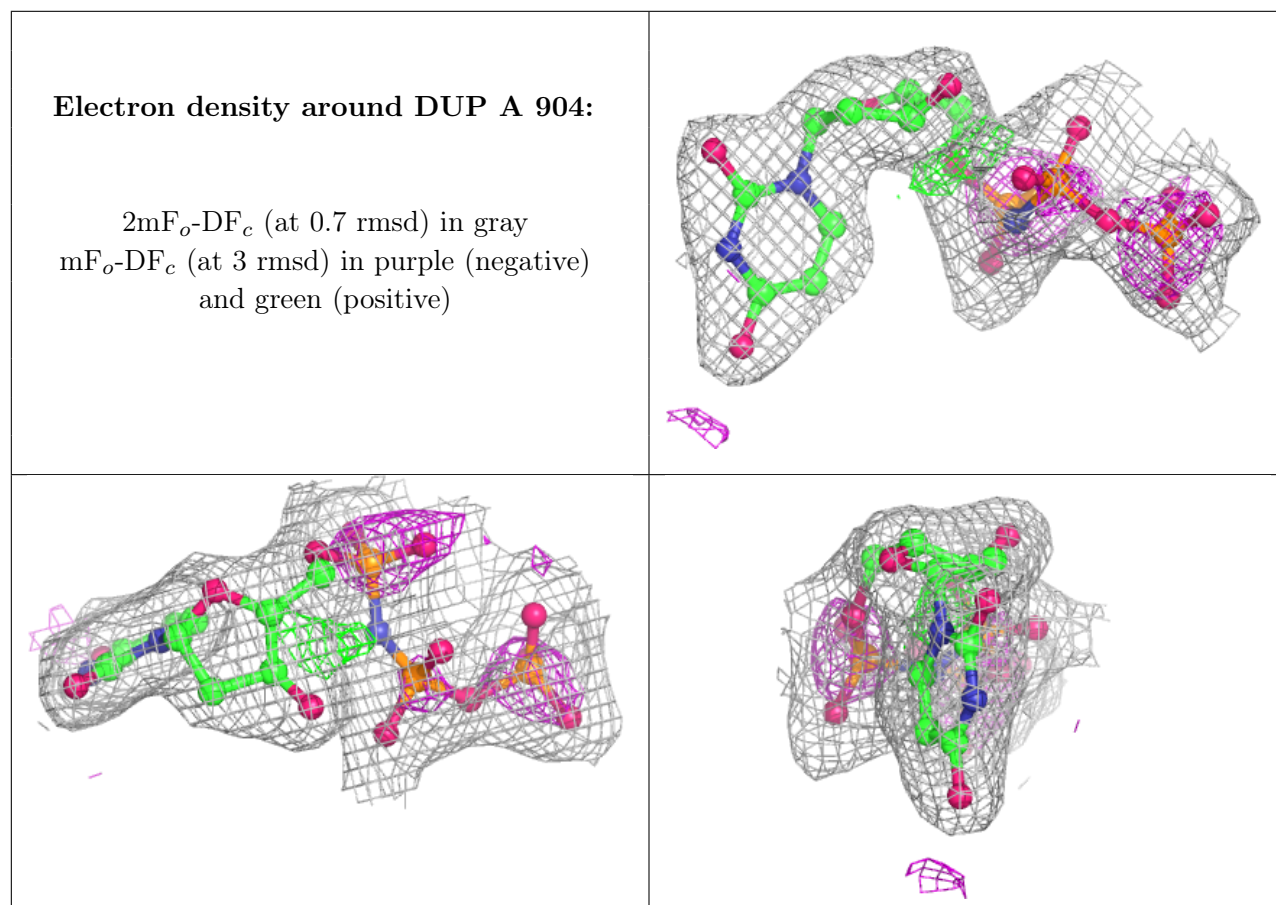 Electron density around DUP A 904:
2mFo-DFc (at 0.7 rmsd) in gray
mFo-DFc (at 3 rmsd) in purple (negative)
and green (positive)